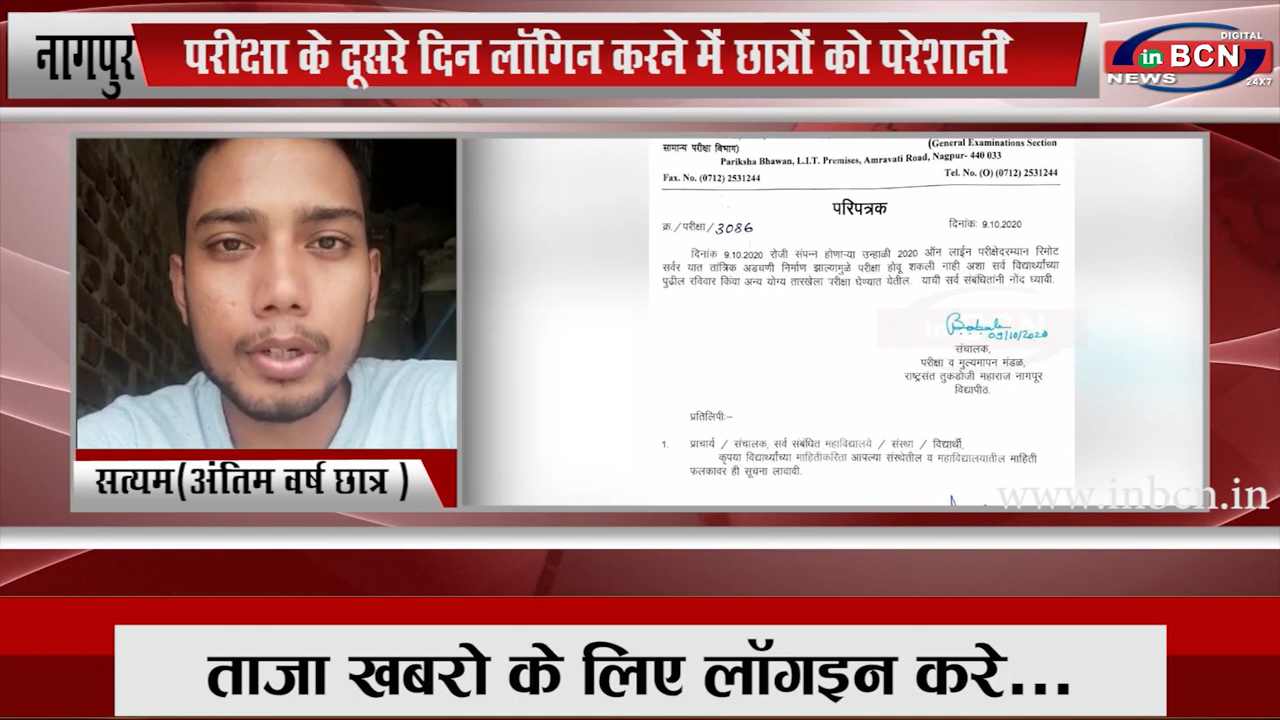 नागपुर
परीक्षा के दूसरे दिन लॉगिन करने में छात्रों को परेशानी
DIGITAL
in BCN
NEWS
24X7
सामान्य परीक्षा विभाग)
(General Examinations Section
Pariksha Bhawan, L.I.T. Premises, Amravati Road, Nagpur- 440 033
Fax. No. (0712) 2531244
Tel. No. (O) (0712) 2531244
परिपत्रक
क्र./परीक्षा/3086
दिनांक: 9.10.2020
दिनांक 9.10.2020 रोजी संपन्न होणाऱ्या उन्हाळी 2020 ऑन लाईन परीक्षेदरम्यान रिमोट
सर्वर यात तांत्रिक अडचणी निर्माण झाल्यामुळे परीक्षा होवू शकली नाही अशा सर्व विद्यार्थ्यांच्या
पुढील रविवार किंवा अन्य योग्य तारखेला परीक्षा घेण्यात येतील. याची सर्व संबंधितांनी नोंद घ्यावी.
09/10/2020
संचालक,
परीक्षा व मुल्यमापन मंडळ,
राष्ट्रसंत तुकडोजी महाराज नागपूर
विद्यापीठ.
प्रतिलिपी:–
1. प्राचार्य / संचालक, सर्व संबंधित महाविद्यालये / संस्था / विद्यार्थी,
कृपया विद्यार्थ्यांच्या माहितीकरिता आपल्या संस्थेतील व महाविद्यालयातील माहिती
फलकावर ही सूचना लावावी.
सत्यम(अंतिम वर्ष छात्र )
www.inbcn.in
ताजा खबरो के लिए लॉगइन करे...